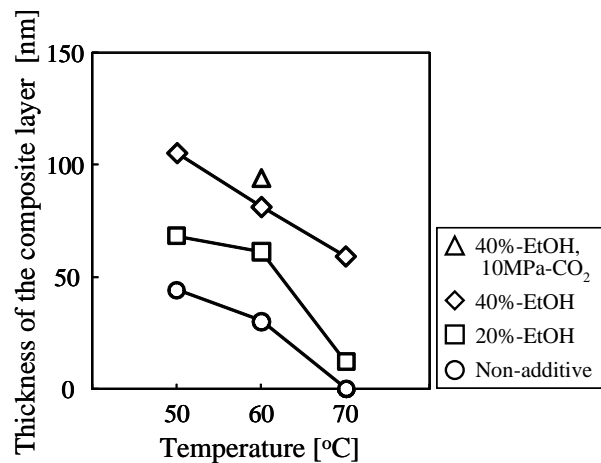 Thickness of the composite layer [nm]
150
100
50
0
50 60 70
Temperature [°C]
40%-EtOH,
10MPa-CO₂
40%-EtOH
20%-EtOH
Non-additive